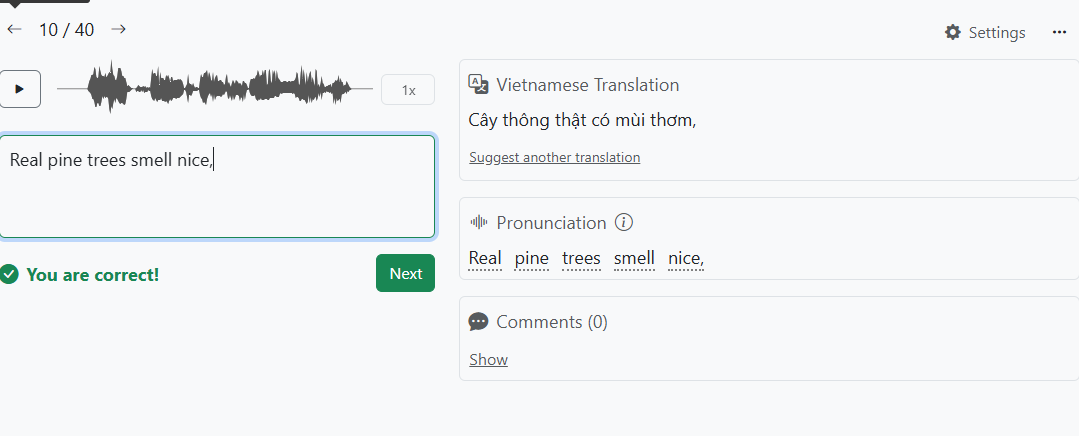 ← 10 / 40 →
Settings ...
1x
Real pine trees smell nice,
You are correct!
Next
Vietnamese Translation
Cây thông thật có mùi thơm,
Suggest another translation
Pronunciation
Real pine trees smell nice,
Comments (0)
Show